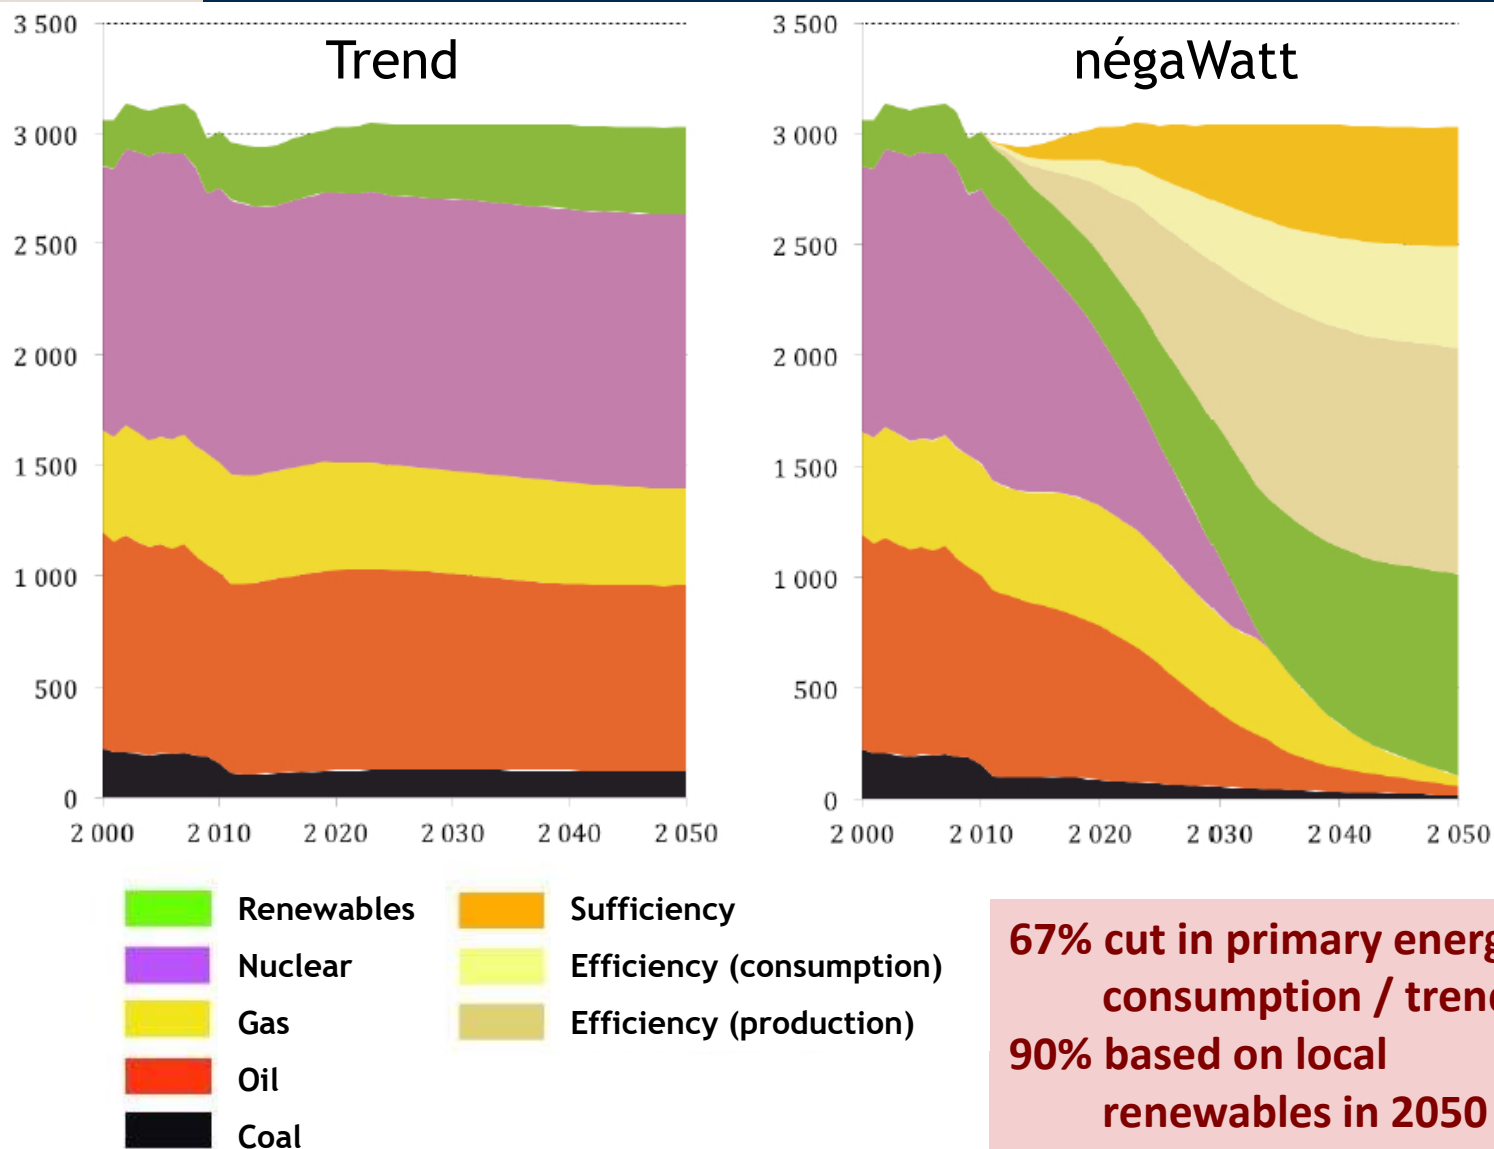 Trend
3 500
3 000
2 500
2 000
1 500
1 000
500
0
2 000 2 010 2 020 2 030 2 040 2 050
négaWatt
3 500
3 000
2 500
2 000
1 500
1 000
500
0
2 000 2 010 2 020 2 030 2 040 2 050
Renewables
Nuclear
Gas
Oil
Coal
Sufficiency
Efficiency (consumption)
Efficiency (production)
67% cut in primary
consumption /
90% based on local
renewables in 2050